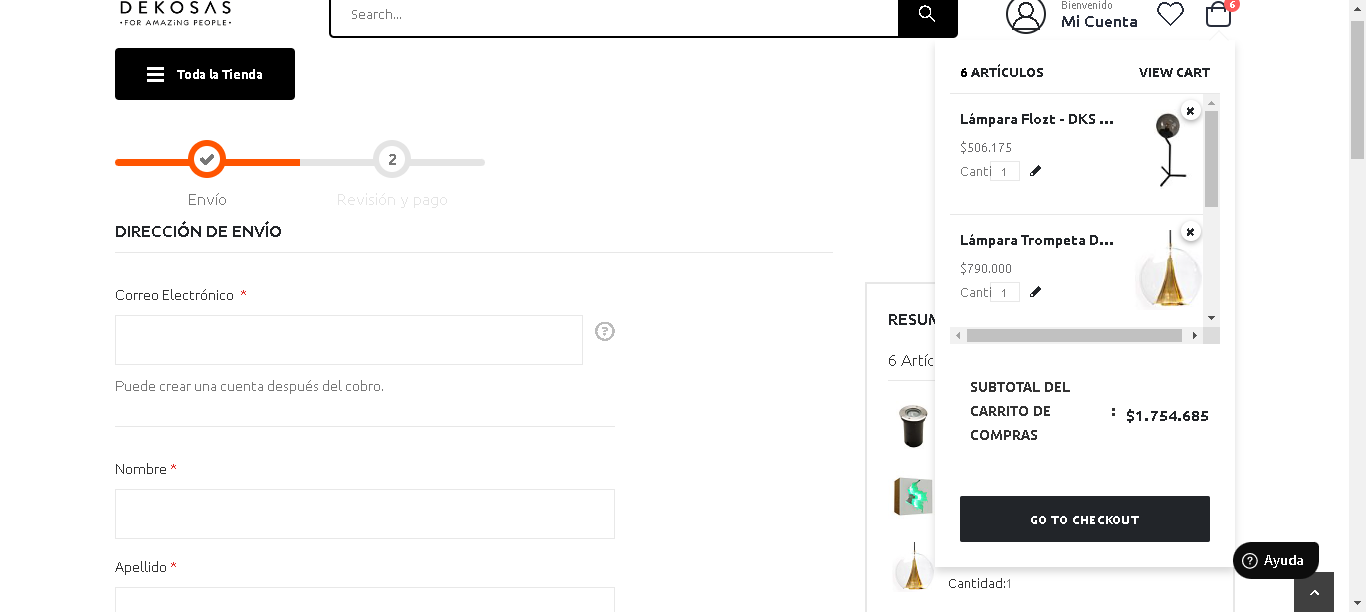 DEKOSAS
•FOR AMAZiNG PEOPLE•
Search...
Bienvenido
Mi Cuenta
6
Toda la Tienda
6 ARTÍCULOS
VIEW CART
Lámpara Flozt - DKS ...
$506.175
Canti 1
Lámpara Trompeta D...
$790.000
Canti 1
SUBTOTAL DEL
CARRITO DE
COMPRAS
: $1.754.685
GO TO CHECKOUT
2
Envío
Revisión y pago
DIRECCIÓN DE ENVÍO
Correo Electrónico *
?
Puede crear una cuenta después del cobro.
Nombre *
Apellido *
RESUM
6 Artíc
Cantidad:1
? Ayuda